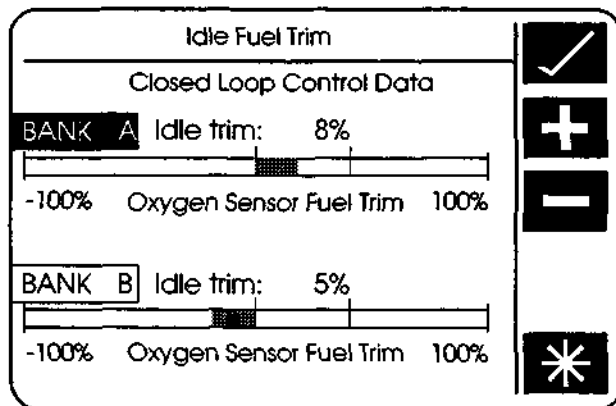 Idle Fuel Trim
Closed Loop Control Data
BANK A Idle trim: 8%
-100% Oxygen Sensor Fuel Trim 100%
BANK B Idle trim: 5%
-100% Oxygen Sensor Fuel Trim 100%